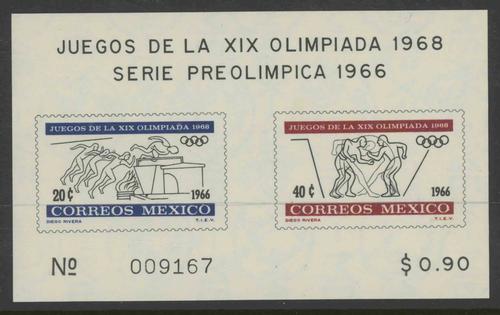 JUEGOS DE LA XIX OLIMPIADA 1968
SERIE PREOLIMPICA 1966
JUEGOS DE LA XIX OLIMPIADA 1968
20 ¢
1966
CORREOS MEXICO
DIEGO RIVERA
T.I.E.V.
JUEGOS DE LA XIX OLIMPIADA 1968
40 ¢
1966
CORREOS MEXICO
DIEGO RIVERA
T.I.E.V.
Nº 009167
$ 0.90